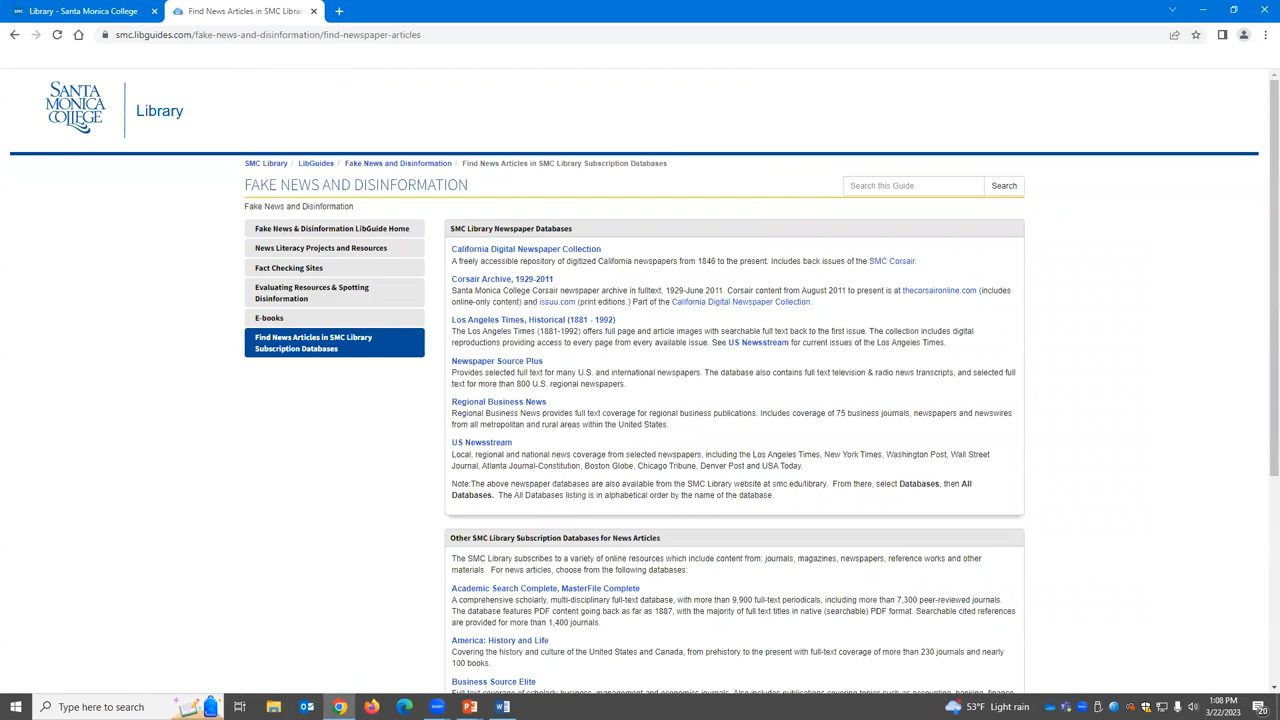 Library - Santa Monica College
Find News Articles in SMC Libra
smc.libguides.com/fake-news-and-disinformation/find-newspaper-articles
SANTA
MONICA
COLLEGE
Library
SMC Library / LibGuides / Fake News and Disinformation / Find News Articles in SMC Library Subscription Databases
FAKE NEWS AND DISINFORMATION
Search this Guide
Search
Fake News and Disinformation
Fake News & Disinformation LibGuide Home
News Literacy Projects and Resources
Fact Checking Sites
Evaluating Resources & Spotting
Disinformation
E-books
Find News Articles in SMC Library
Subscription Databases
SMC Library Newspaper Databases
California Digital Newspaper Collection
A freely accessible repository of digitized California newspapers from 1846 to the present. Includes back issues of the SMC Corsair.
Corsair Archive, 1929-2011
Santa Monica College Corsair newspaper archive in fulltext, 1929-June 2011. Corsair content from August 2011 to present is at thecorsaironline.com (includes
online-only content) and issuu.com (print editions.) Part of the California Digital Newspaper Collection.
Los Angeles Times, Historical (1881 - 1992)
The Los Angeles Times (1881-1992) offers full page and article images with searchable full text back to the first issue. The collection includes digital
reproductions providing access to every page from every available issue. See US Newsstream for current issues of the Los Angeles Times.
Newspaper Source Plus
Provides selected full text for many U.S. and international newspapers. The database also contains full text television & radio news transcripts, and selected full
text for more than 800 U.S. regional newspapers.
Regional Business News
Regional Business News provides full text coverage for regional business publications. Includes coverage of 75 business journals, newspapers and newswires
from all metropolitan and rural areas within the United States.
US Newsstream
Local, regional and national news coverage from selected newspapers, including the Los Angeles Times, New York Times, Washington Post, Wall Street
Journal, Atlanta Journal-Constitution, Boston Globe, Chicago Tribune, Denver Post and USA Today.
Note:The above newspaper databases are also available from the SMC Library website at smc.edu/library. From there, select Databases, then All
Databases. The All Databases listing is in alphabetical order by the name of the database.
Other SMC Library Subscription Databases for News Articles
The SMC Library subscribes to a variety of online resources which include content from: journals, magazines, newspapers, reference works and other
materials. For news articles, choose from the following databases:
Academic Search Complete, MasterFile Complete
A comprehensive scholarly, multi-disciplinary full-text database, with more than 9,900 full-text periodicals, including more than 7,300 peer-reviewed journals.
The database features PDF content going back as far as 1887, with the majority of full text titles in native (searchable) PDF format. Searchable cited references
are provided for more than 1,400 journals.
America: History and Life
Covering the history and culture of the United States and Canada, from prehistory to the present with full-text coverage of more than 230 journals and nearly
100 books.
Business Source Elite
Full-text coverage of scholarly business, management and economics journals. Also includes publications covering topics such as accounting, banking, finance,
Type here to search
53°F Light rain
1:08 PM
3/22/2023
20